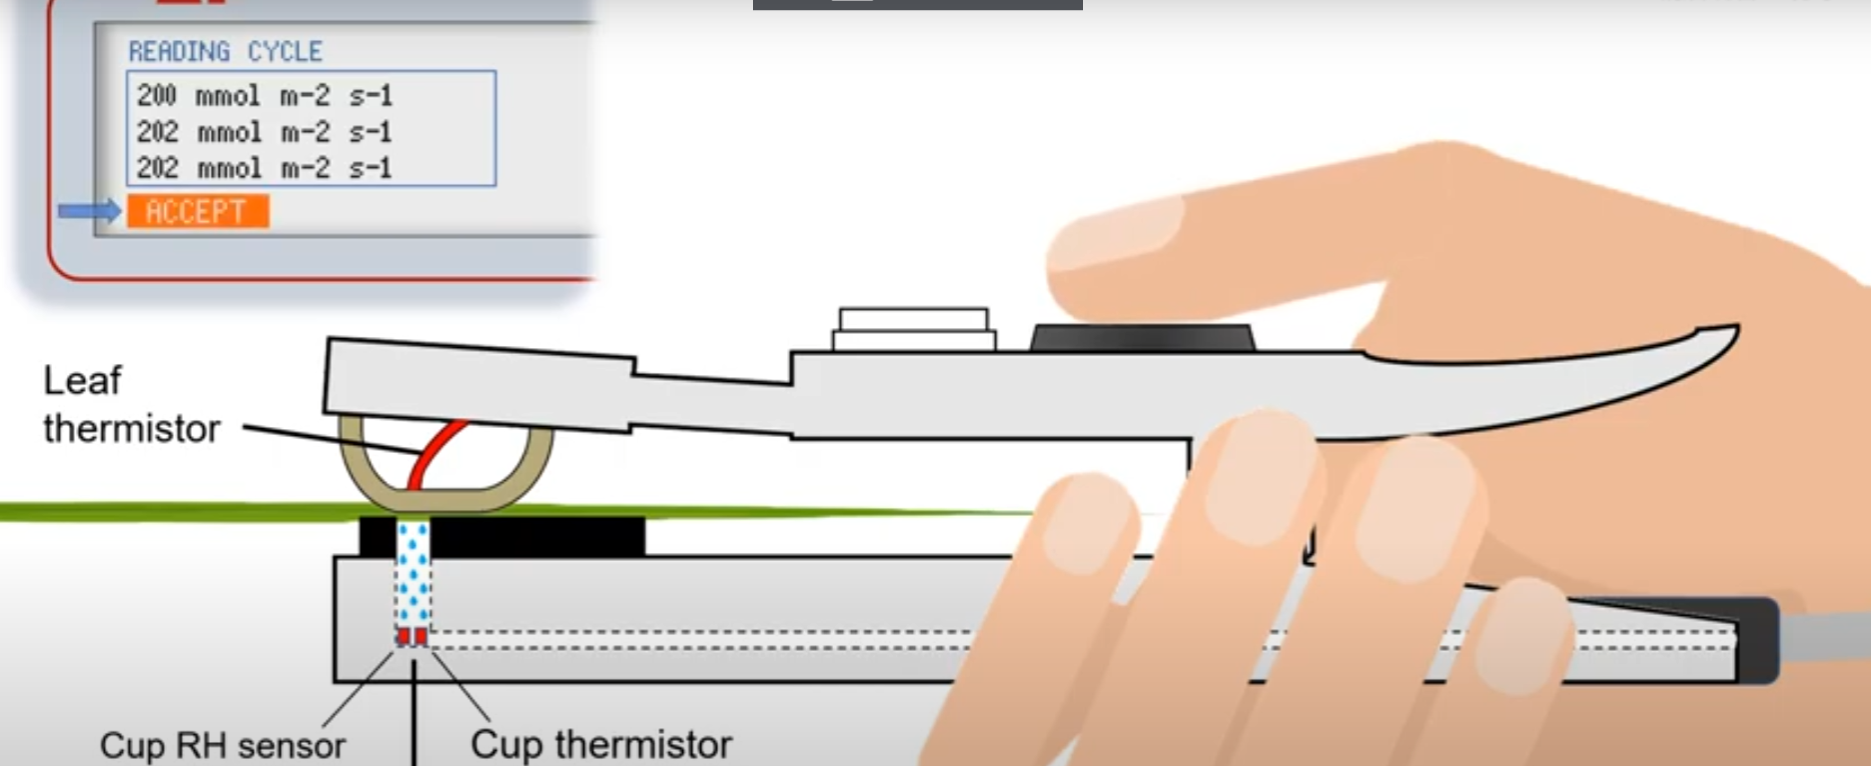 READING CYCLE
200 mmol m-2 s-1
202 mmol m-2 s-1
202 mmol m-2 s-1
ACCEPT
Leaf
thermistor
Cup RH sensor
Cup thermistor